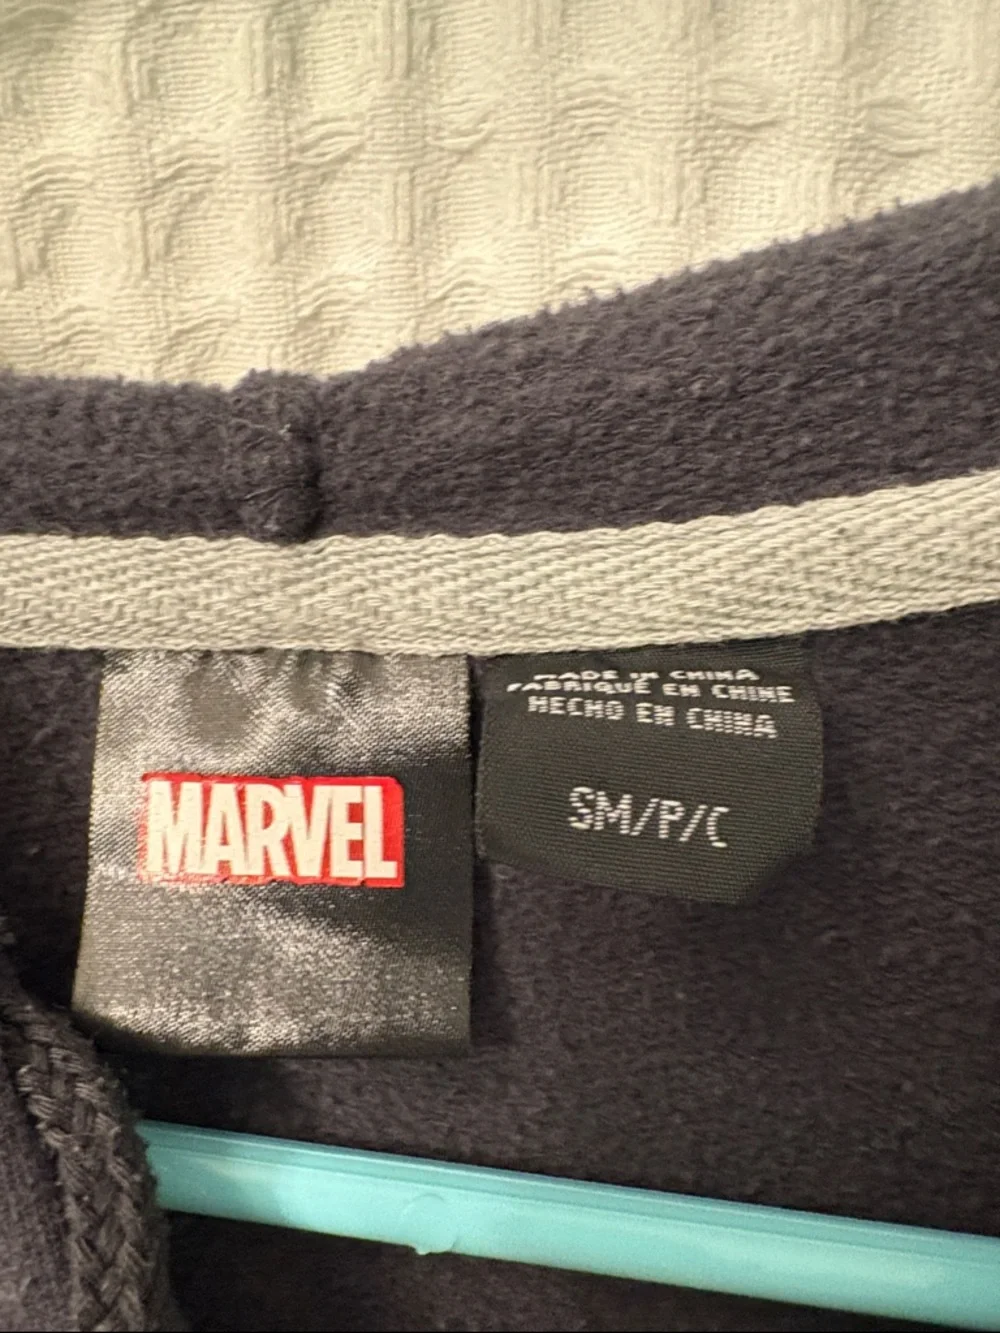 MARVEL
MADE IN CHINA
FABRIQUÉ EN CHINE
HECHO EN CHINA
SM/P/C